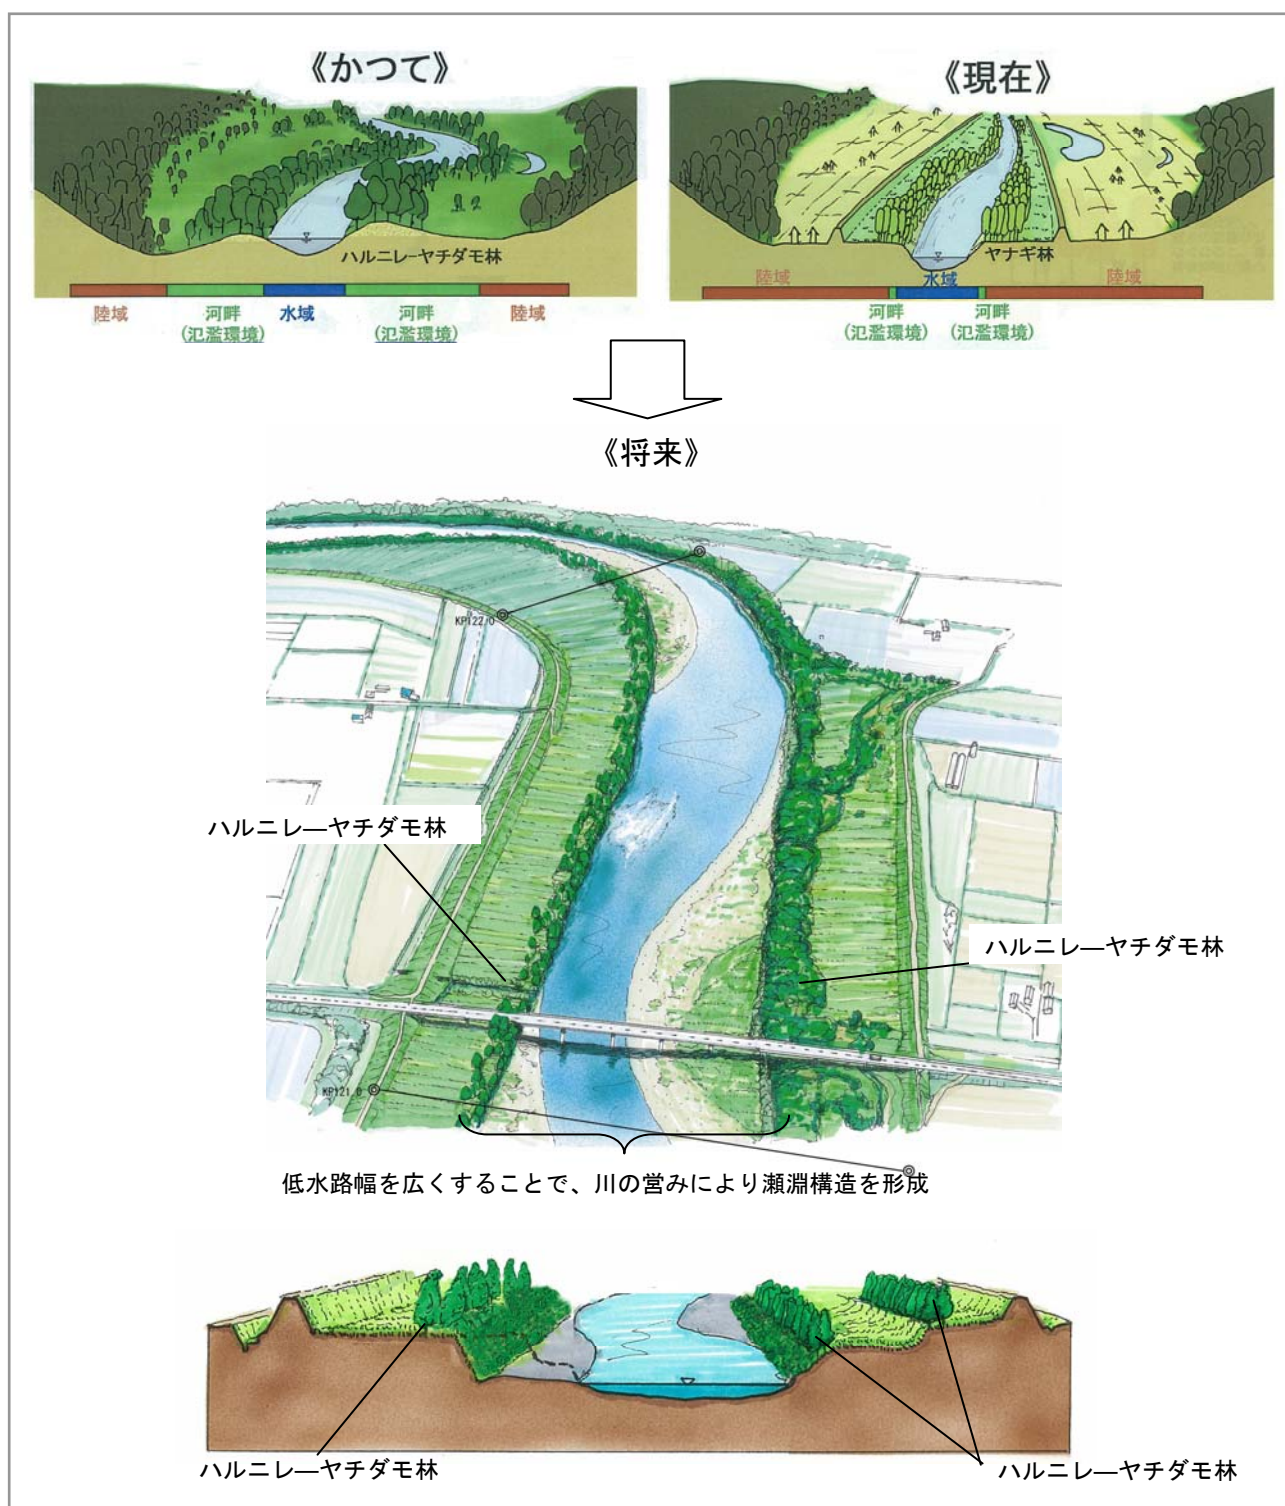 《かつて》
《現在》
ハルニレーヤチダモ林
ヤナギ林
陸域
河畔
(氾濫環境)
水域
河畔
(氾濫環境)
陸域
陸域
水域
陸域
河畔
(氾濫環境)
河畔
(氾濫環境)
《将来》
KP122.0
ハルニレ―ヤチダモ林
ハルニレ―ヤチダモ林
KP121.0
低水路幅を広くすることで、川の営みにより瀬淵構造を形成
ハルニレ―ヤチダモ林
ハルニレ―ヤチダモ林